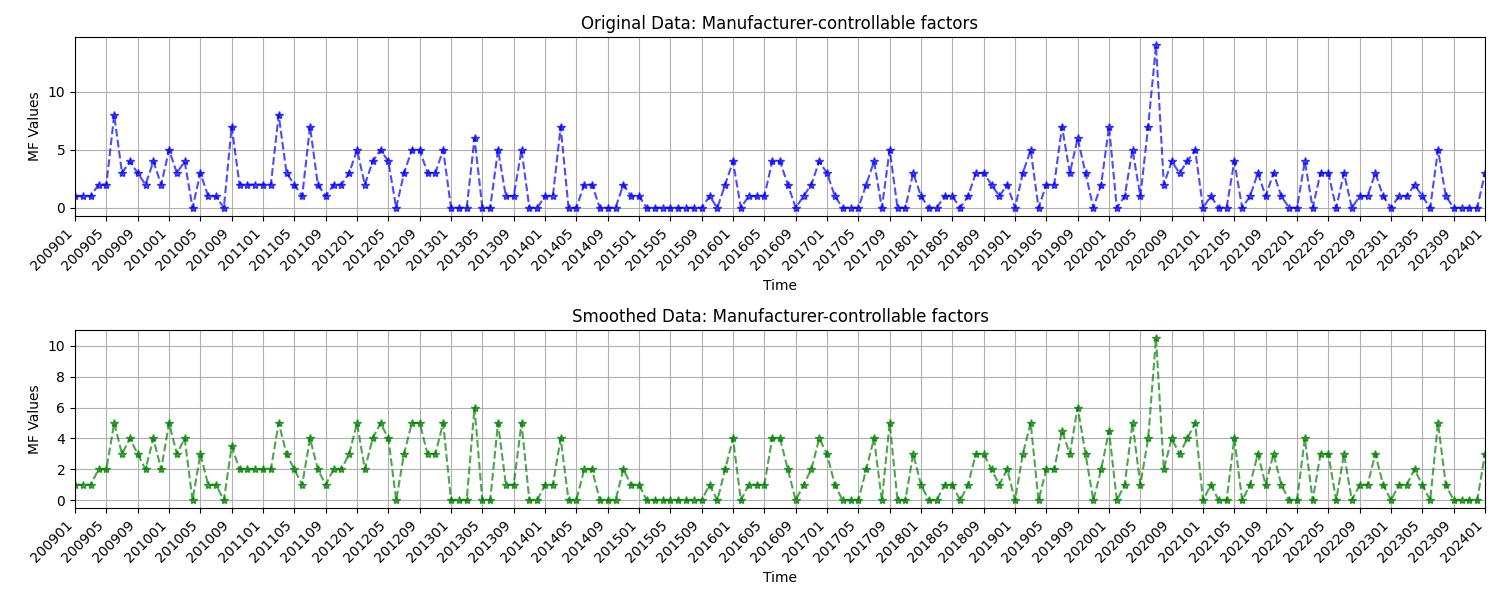 Original Data: Manufacturer-controllable factors
MF Values
10
5
0
200901 200905 200909 201001 201005 201009 201101 201105 201109 201201 201205 201209 201301 201305 201309 201401 201405 201409 201501 201505 201509 201601 201605 201609 201701 201705 201709 201801 201805 201809 201901 201905 201909 202001 202005 202009 202101 202105 202109 202201 202205 202209 202301 202305 202309 202401
Time
Smoothed Data: Manufacturer-controllable factors
MF Values
10
8
6
4
2
0
200901 200905 200909 201001 201005 201009 201101 201105 201109 201201 201205 201209 201301 201305 201309 201401 201405 201409 201501 201505 201509 201601 201605 201609 201701 201705 201709 201801 201805 201809 201901 201905 201909 202001 202005 202009 202101 202105 202109 202201 202205 202209 202301 202305 202309 202401
Time